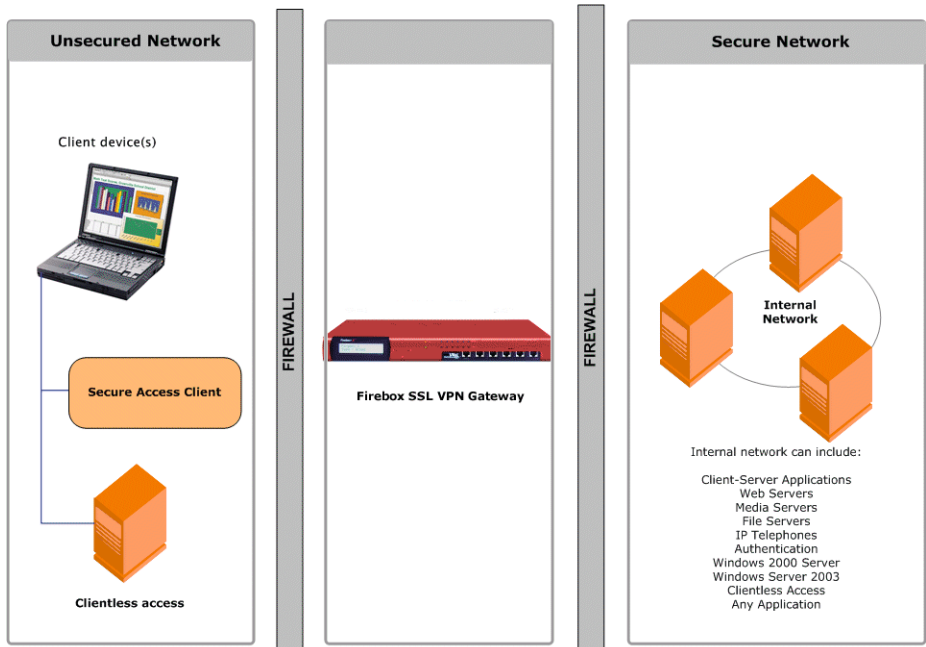 Unsecured Network
Client device(s)
Secure Access Client
Clientless access
FIREWALL
Firebox SSL VPN Gateway
FIREWALL
Secure Network
Internal
Network
Internal network can include:
Client-Server Applications
Web Servers
Media Servers
File Servers
IP Telephones
Authentication
Windows 2000 Server
Windows Server 2003
Clientless Access
Any Application